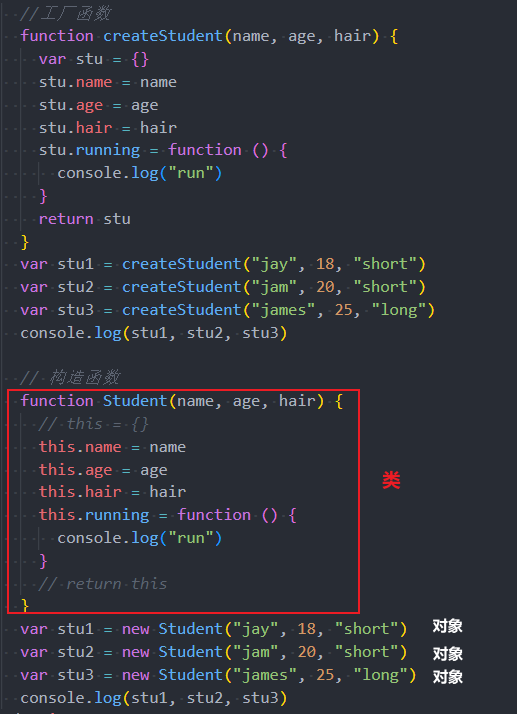 //工厂函数
function createStudent(name, age, hair) {
var stu = {}
stu.name = name
stu.age = age
stu.hair = hair
stu.running = function () {
console.log("run")
}
return stu
}
var stu1 = createStudent("jay", 18, "short")
var stu2 = createStudent("jam", 20, "short")
var stu3 = createStudent("james", 25, "long")
console.log(stu1, stu2, stu3)
// 构造函数
function Student(name, age, hair) {
// this = {}
this.name = name
this.age = age
this.hair = hair
类
this.running = function () {
console.log("run")
}
// return this
}
var stu1 = new Student("jay", 18, "short") 对象
var stu2 = new Student("jam", 20, "short") 对象
var stu3 = new Student("james", 25, "long") 对象
console.log(stu1, stu2, stu3)